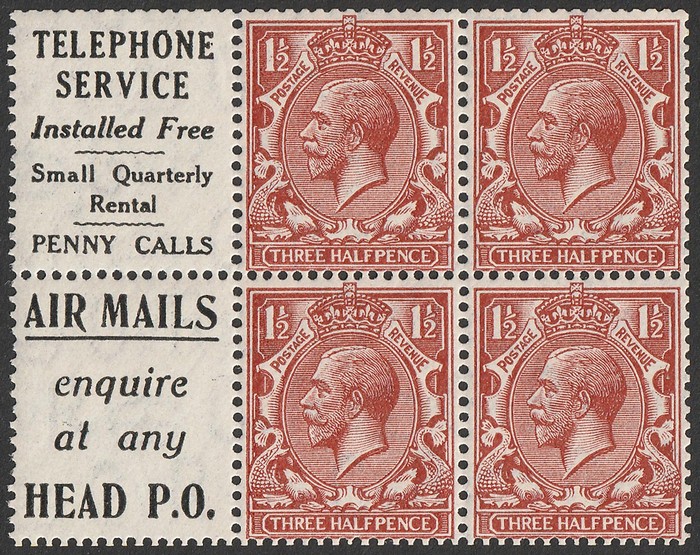 TELEPHONE
SERVICE
Installed Free
Small Quarterly
Rental
PENNY CALLS
1½ 1½
POSTAGE REVENUE
THREE HALFPENCE
1½ 1½
POSTAGE REVENUE
THREE HALFPENCE
AIR MAILS
enquire
at any
HEAD P.O.
1½ 1½
POSTAGE REVENUE
THREE HALFPENCE
1½ 1½
POSTAGE REVENUE
THREE HALFPENCE